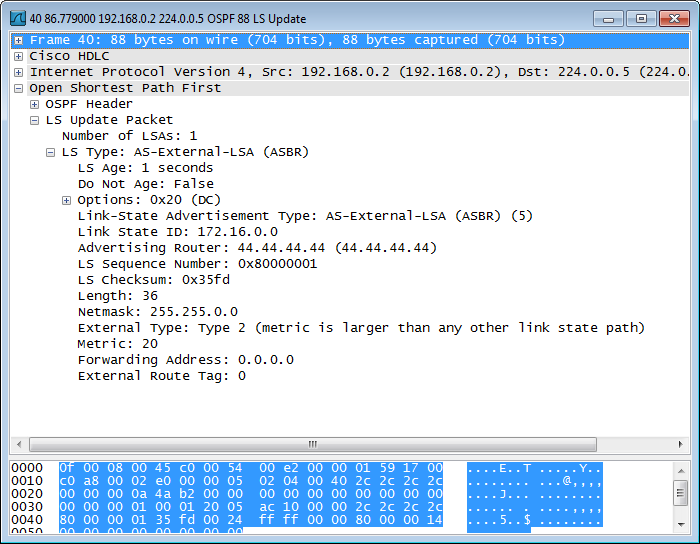 40 86.779000 192.168.0.2 224.0.0.5 OSPF 88 LS Update
Frame 40: 88 bytes on wire (704 bits), 88 bytes captured (704 bits)
Cisco HDLC
Internet Protocol Version 4, Src: 192.168.0.2 (192.168.0.2), Dst: 224.0.0.5 (224.0.
Open Shortest Path First
OSPF Header
LS Update Packet
Number of LSAs: 1
LS Type: AS-External-LSA (ASBR)
LS Age: 1 seconds
Do Not Age: False
Options: 0x20 (DC)
Link-State Advertisement Type: AS-External-LSA (ASBR) (5)
Link State ID: 172.16.0.0
Advertising Router: 44.44.44.44 (44.44.44.44)
LS Sequence Number: 0x80000001
LS Checksum: 0x35fd
Length: 36
Netmask: 255.255.0.0
External Type: Type 2 (metric is larger than any other link state path)
Metric: 20
Forwarding Address: 0.0.0.0
External Route Tag: 0
0000 0f 00 08 00 45 c0 00 54 00 e2 00 00 01 59 17 00 ....E..T .....Y..
0010 c0 a8 00 02 e0 00 00 05 02 04 00 40 2c 2c 2c 2c ........ ...@,,,,
0020 00 00 00 00 0a 4a b2 00 00 00 00 00 00 00 00 00 .....J.. ........
0030 00 00 00 01 00 01 20 05 ac 10 00 00 2c 2c 2c 2c ...... . ....,,,,
0040 80 00 00 01 35 fd 00 24 ff ff 00 00 80 00 00 14 ....5..$ ........